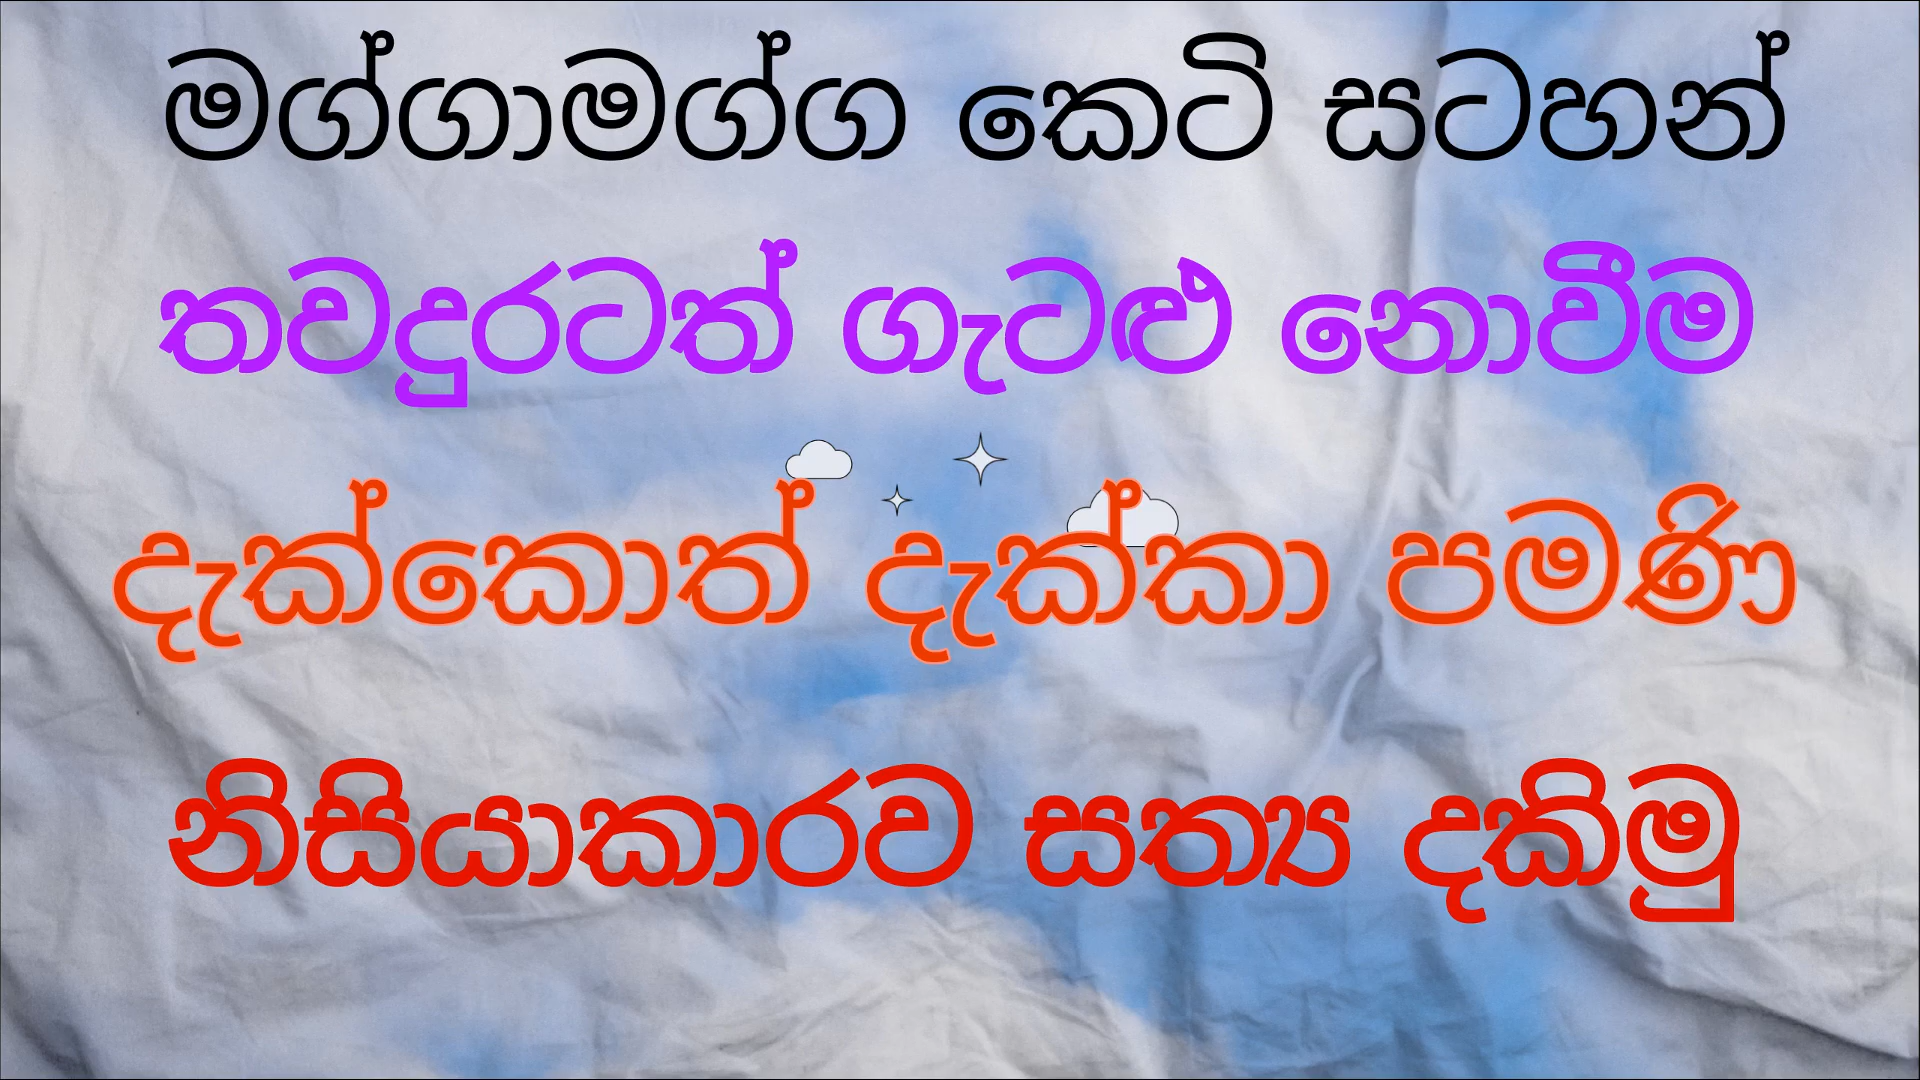 මග්ගාමග්ග කෙටි සටහන්
තවදුරටත් ගැටළු නොවීම
දැක්කොත් දැක්කා පමණි
නිසියාකාරව සත්‍ය දකිමු